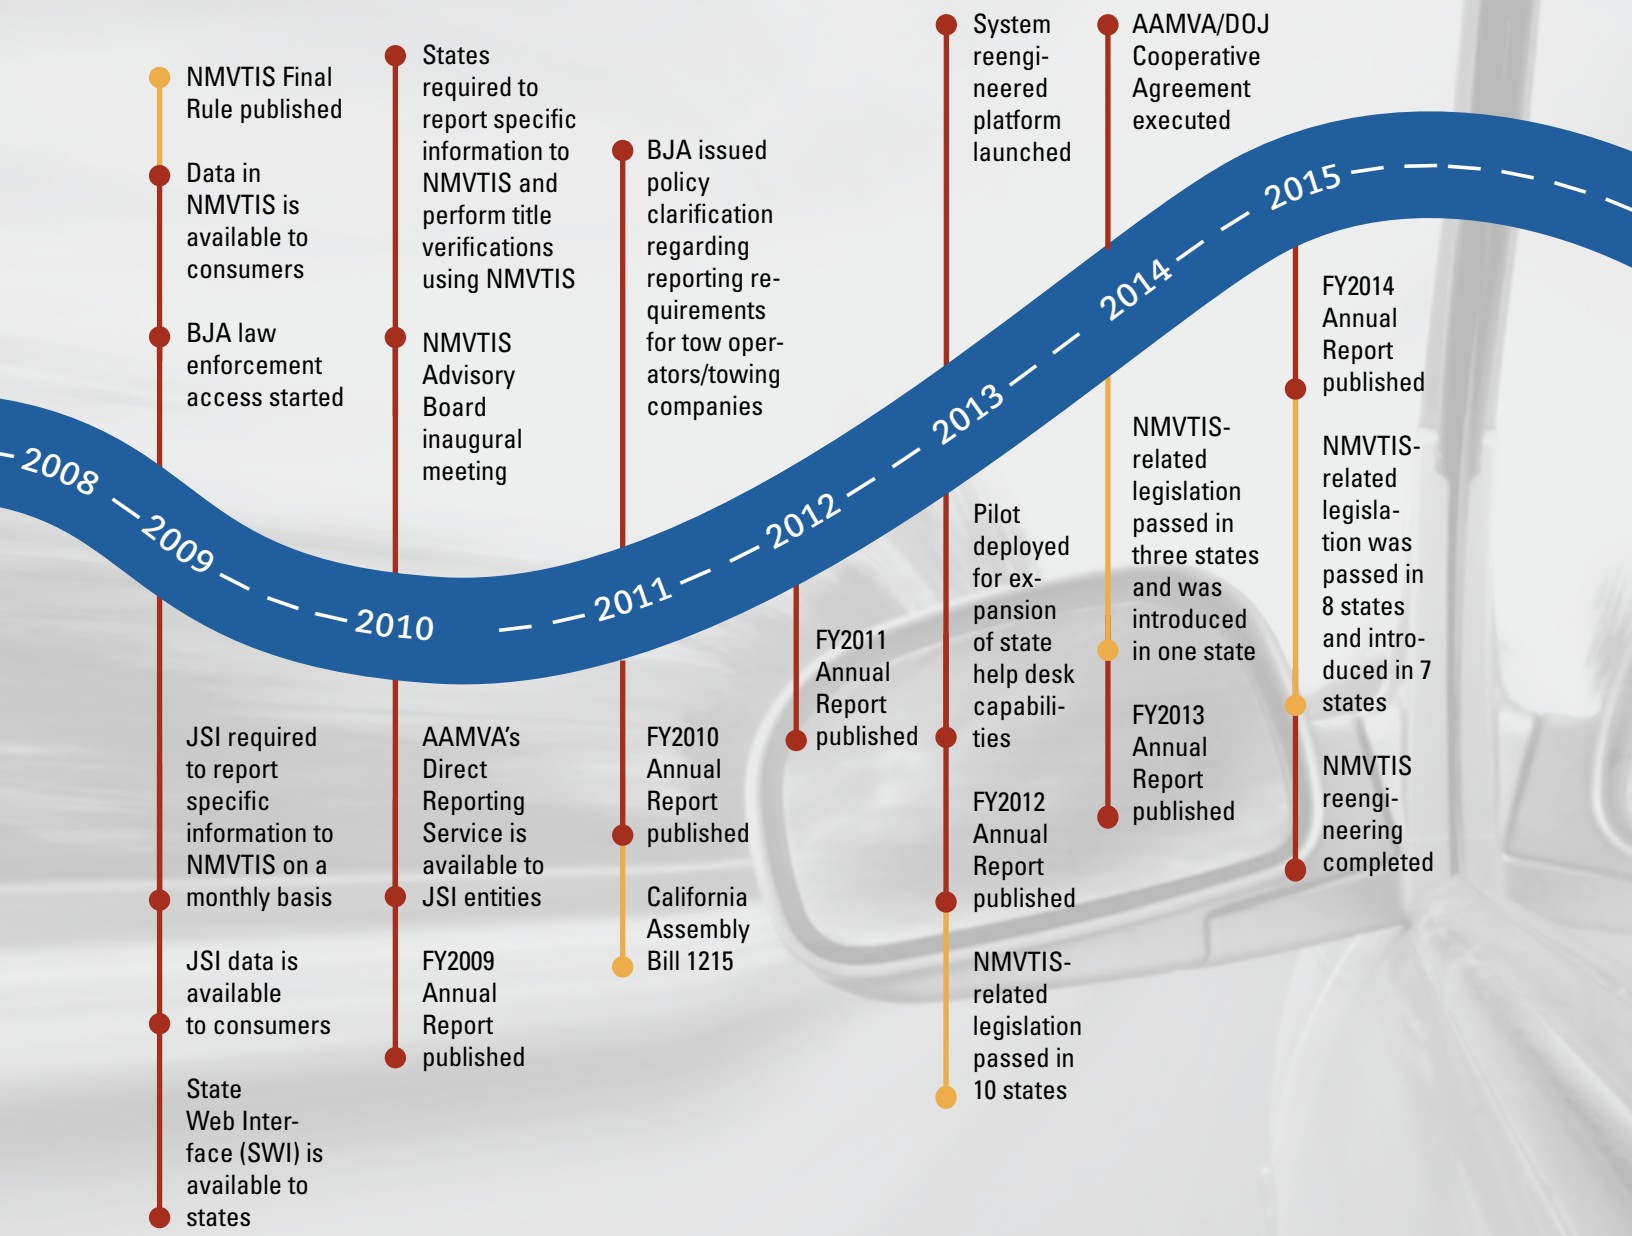 NMVTIS Final
Rule published
Data in
NMVTIS is
available to
consumers
BJA law
enforcement
access started
States
required to
report specific
information to
NMVTIS and
perform title
verifications
using NMVTIS
NMVTIS
Advisory
Board
inaugural
meeting
BJA issued
policy
clarification
regarding
reporting re-
quirements
for tow oper-
ators/towing
companies
System
reengi-
neered
platform
launched
AAMVA/DOJ
Cooperative
Agreement
executed
2008
2009
2010
2011
2012
2013
2014
2015
JSI required
to report
specific
information to
NMVTIS on a
monthly basis
JSI data is
available
to consumers
State
Web Inter-
face (SWI) is
available to
states
AAMVA's
Direct
Reporting
Service is
available to
JSI entities
FY2009
Annual
Report
published
FY2010
Annual
Report
published
California
Assembly
Bill 1215
FY2011
Annual
Report
published
Pilot
deployed
for ex-
pansion
of state
help desk
capabili-
ties
FY2012
Annual
Report
published
NMVTIS-
related
legislation
passed in
10 states
NMVTIS-
related
legislation
passed in
three states
and was
introduced
in one state
FY2013
Annual
Report
published
FY2014
Annual
Report
published
NMVTIS-
related
legisla-
tion was
passed in
8 states
and intro-
duced in 7
states
NMVTIS
reengi-
neering
completed